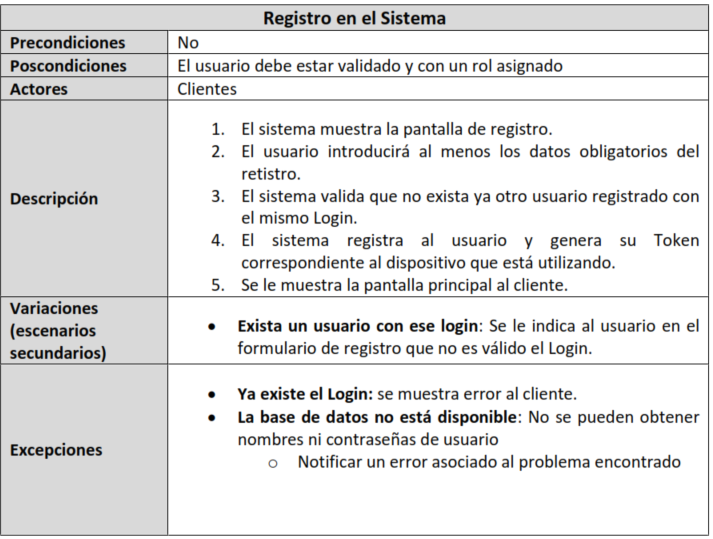 Registro en el Sistema
Precondiciones No
Poscondiciones El usuario debe estar validado y con un rol asignado
Actores Clientes
Descripción
1. El sistema muestra la pantalla de registro.
2. El usuario introducirá al menos los datos obligatorios del
retistro.
3. El sistema valida que no exista ya otro usuario registrado con
el mismo Login.
4. El sistema registra al usuario y genera su Token
correspondiente al dispositivo que está utilizando.
5. Se le muestra la pantalla principal al cliente.
Variaciones
(escenarios
secundarios)
• Exista un usuario con ese login: Se le indica al usuario en el
formulario de registro que no es válido el Login.
Excepciones
• Ya existe el Login: se muestra error al cliente.
• La base de datos no está disponible: No se pueden obtener
nombres ni contraseñas de usuario
o Notificar un error asociado al problema encontrado